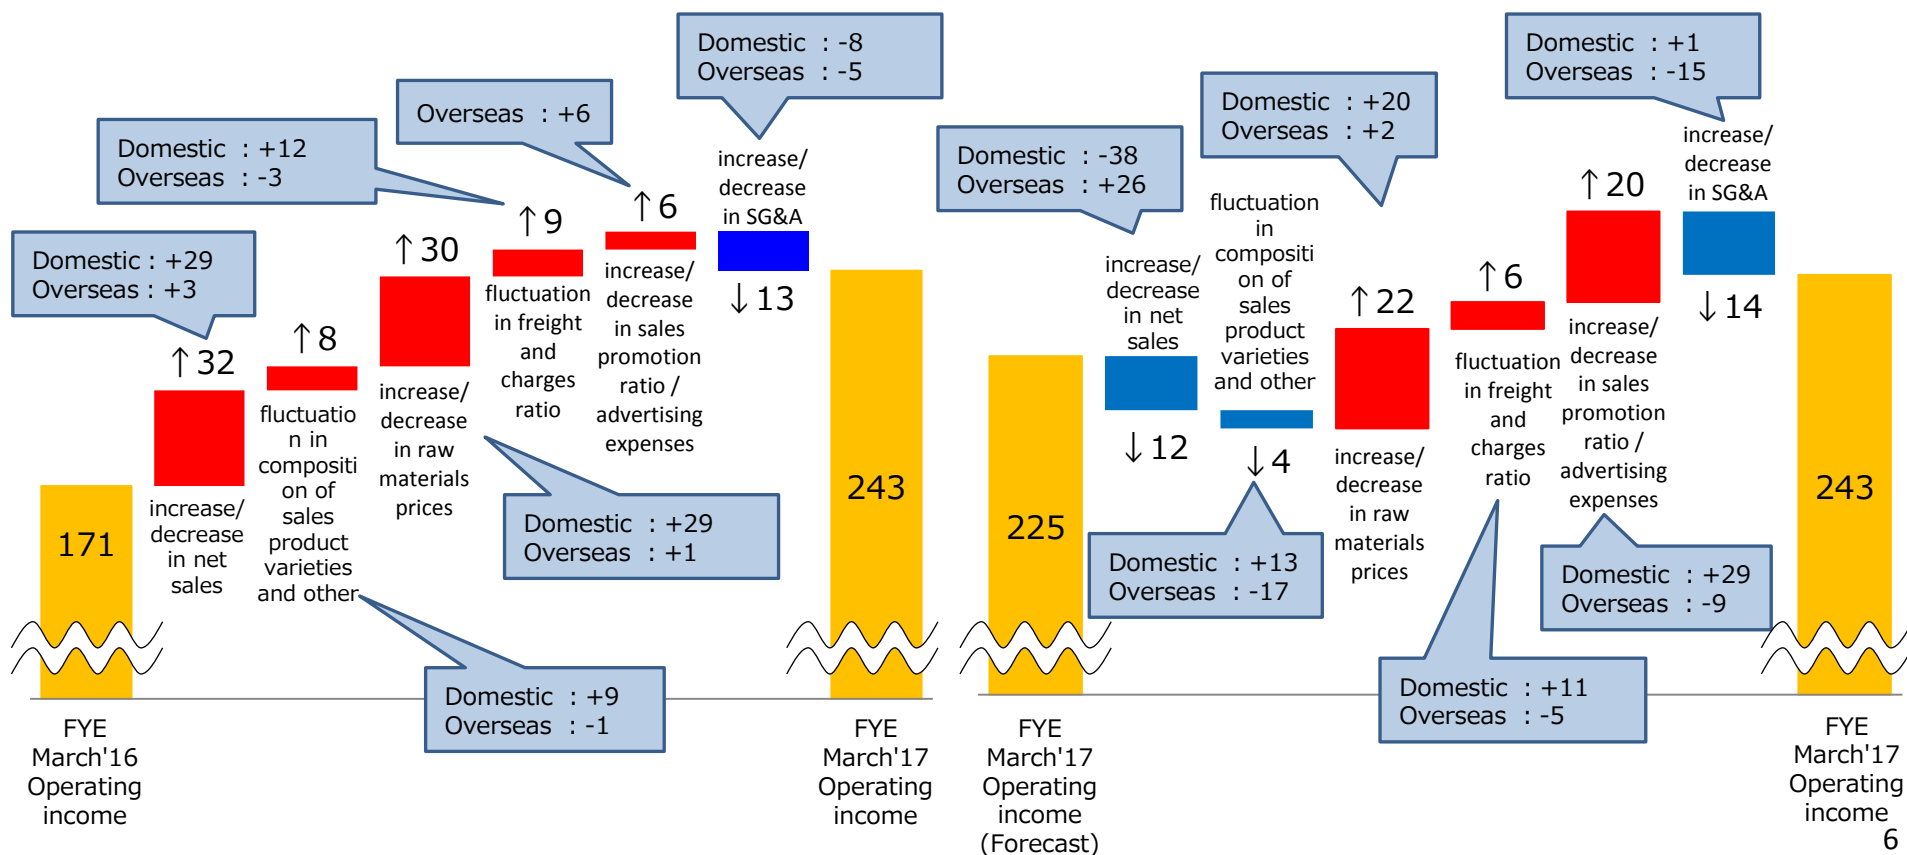 Domestic : -8
Overseas : -5
Overseas : +6
Domestic : +12
Overseas : -3
Domestic : +29
Overseas : +3
171
↑32
increase/
decrease
in net
sales
↑8
fluctuatio
n in
compositi
on of
sales
product
varieties
and other
↑30
increase/
decrease
in raw
materials
prices
↑9
fluctuation
in freight
and
charges
ratio
↑6
increase/
decrease
in sales
promotion
ratio /
advertising
expenses
increase/
decrease
in SG&A
↓13
243
Domestic : +29
Overseas : +1
Domestic : +9
Overseas : -1
FYE
March'16
Operating
income
FYE
March'17
Operating
income
Domestic : +1
Overseas : -15
Domestic : +20
Overseas : +2
Domestic : -38
Overseas : +26
225
increase/
decrease
in net
sales
↓12
fluctuation
in
compositi
on of
sales
product
varieties
and other
↓4
↑22
increase/
decrease
in raw
materials
prices
↑6
fluctuation
in freight
and
charges
ratio
↑20
increase/
decrease
in sales
promotion
ratio /
advertising
expenses
increase/
decrease
in SG&A
↓14
243
Domestic : +13
Overseas : -17
Domestic : +29
Overseas : -9
Domestic : +11
Overseas : -5
FYE
March'17
Operating
income
(Forecast)
FYE
March'17
Operating
income
6